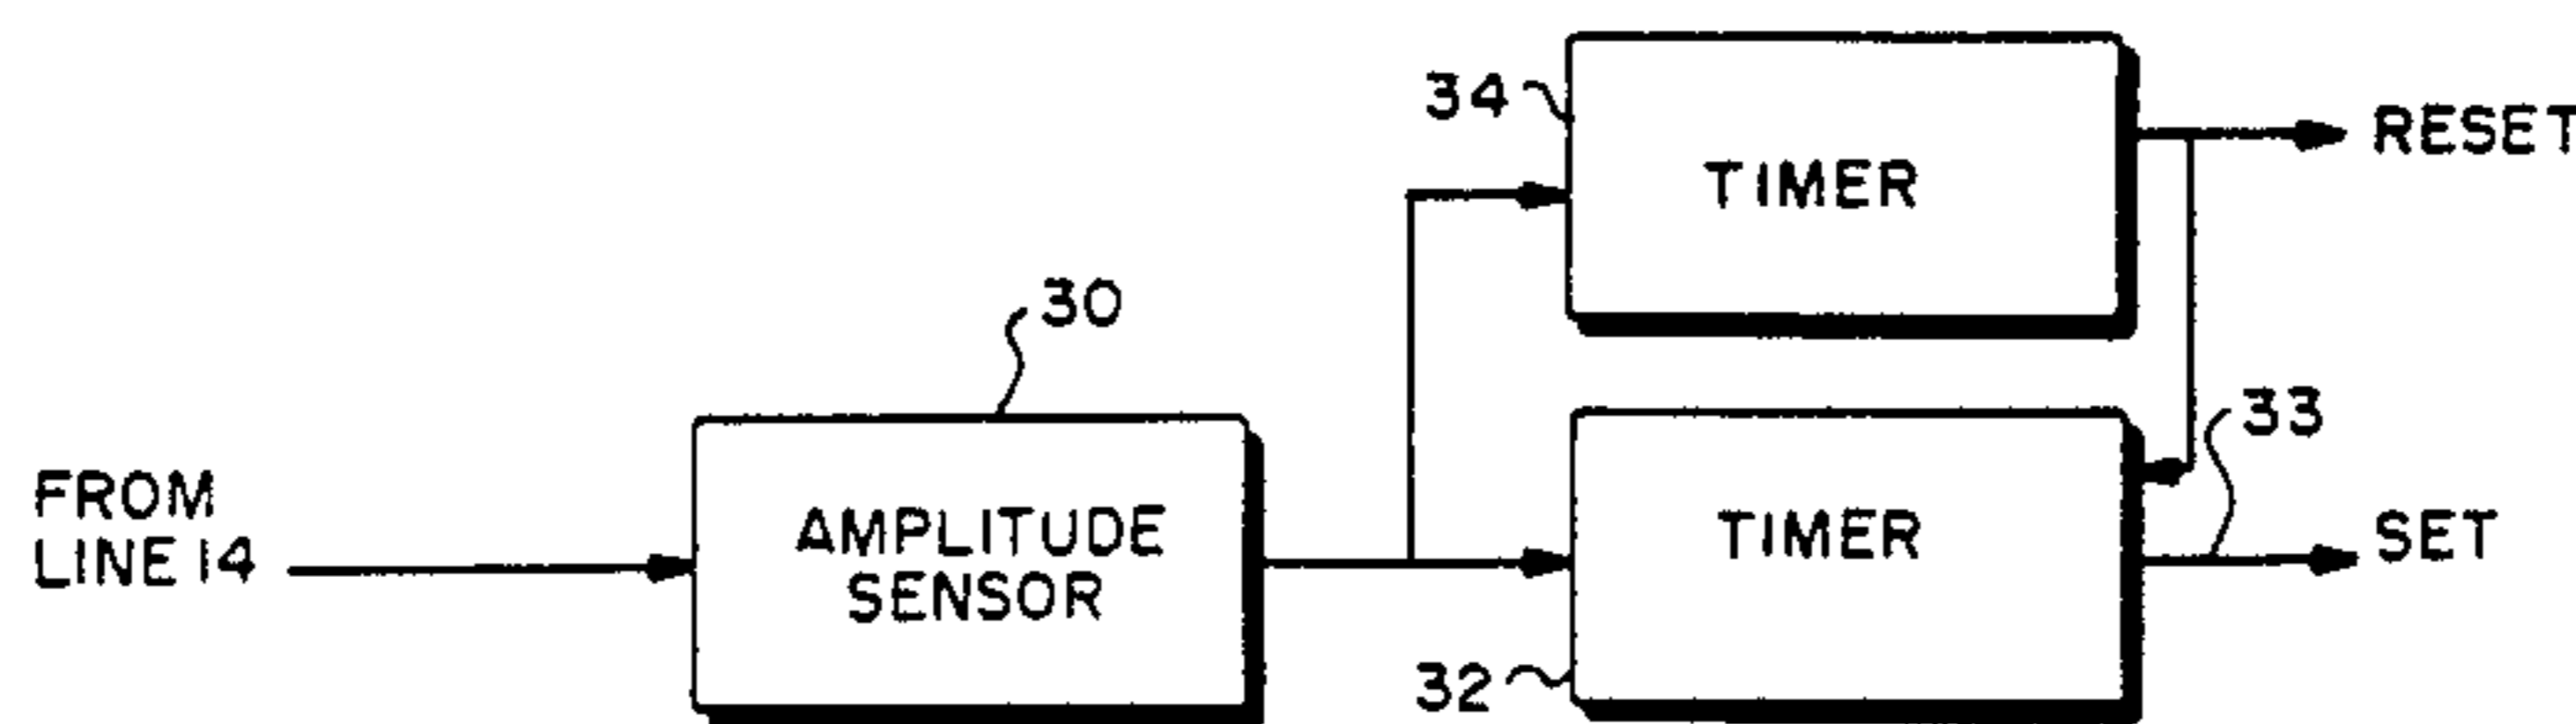 34
TIMER
RESET
30
33
FROM
LINE 14
AMPLITUDE
SENSOR
TIMER
SET
32